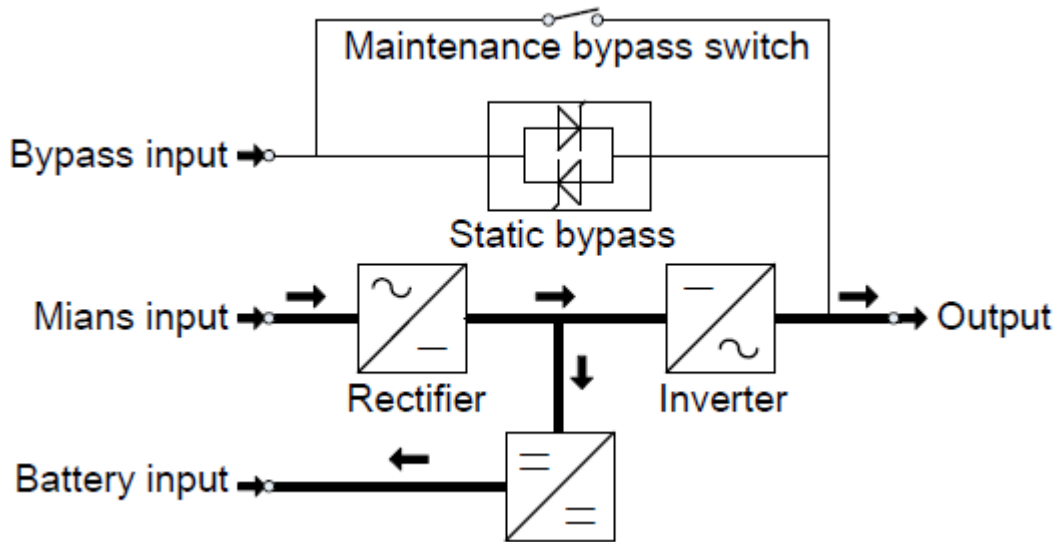 Maintenance bypass switch
Bypass input
Static bypass
Mians input
Output
Rectifier
Inverter
Battery input